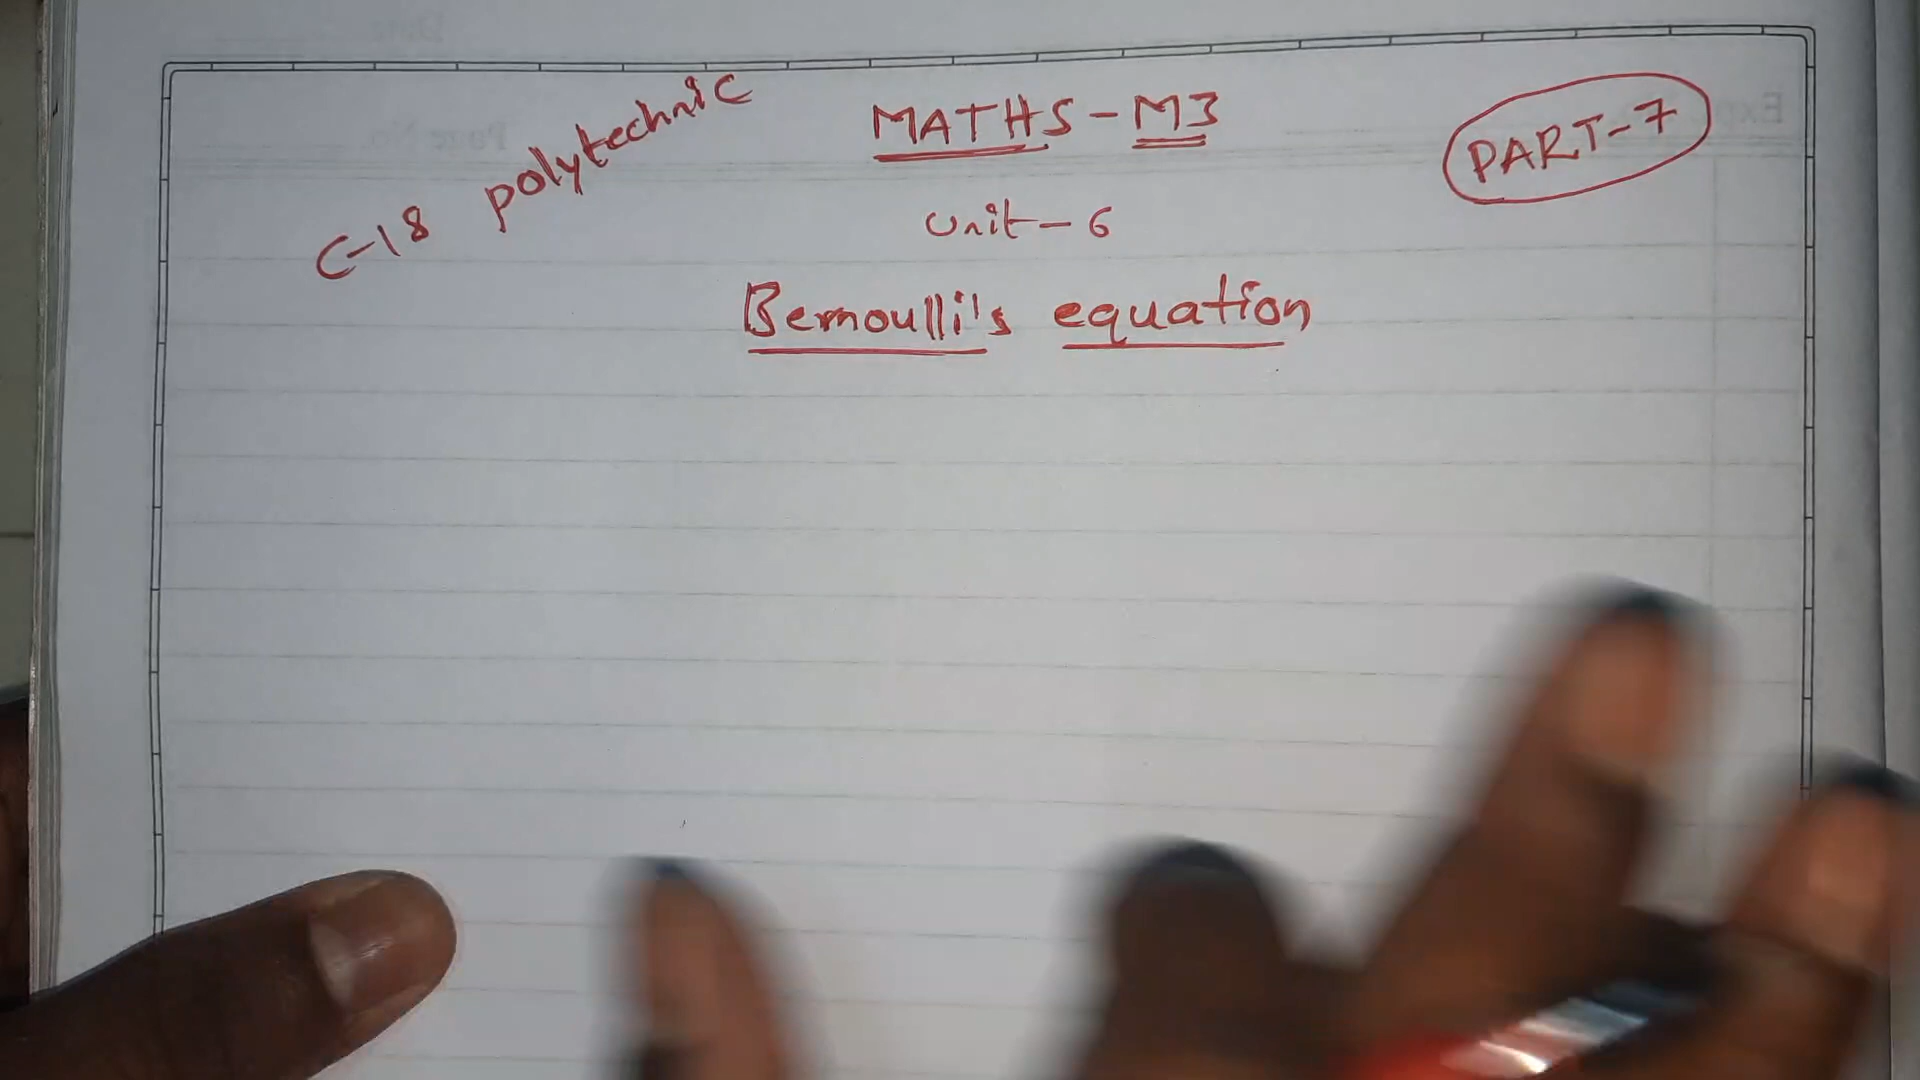 C-18 polytechnic
MATHS - M3
PART-7
Unit - 6
Bernoulli's equation